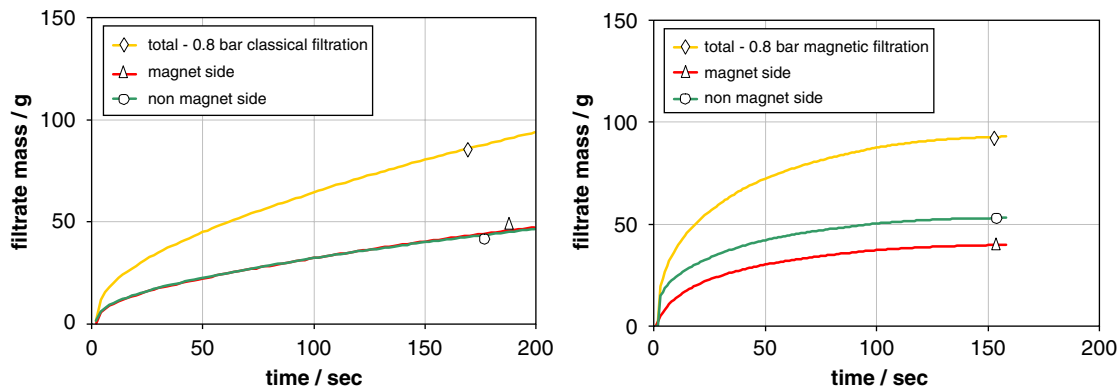 150
100
50
0
filtrate mass / g
total - 0.8 bar classical filtration
magnet side
non magnet side
0 50 100 150 200
time / sec
150
100
50
0
filtrate mass / g
total - 0.8 bar magnetic filtration
magnet side
non magnet side
0 50 100 150 200
time / sec